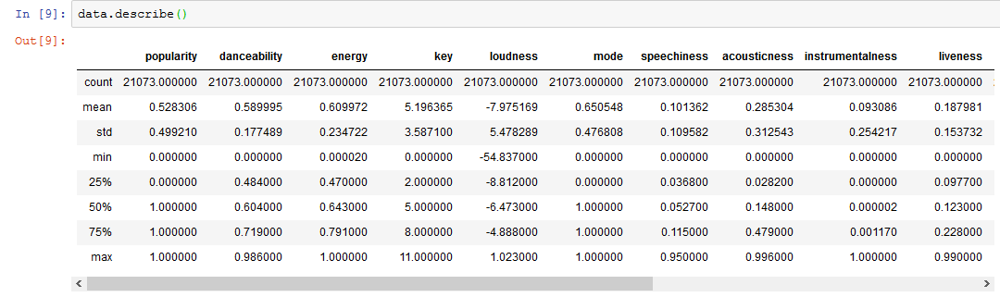 In [9]: data.describe()
Out[9]:
popularity danceability energy key loudness mode speechiness acousticness instrumentalness liveness
count 21073.000000 21073.000000 21073.000000 21073.000000 21073.000000 21073.000000 21073.000000 21073.000000 21073.000000 21073.000000
mean 0.528306 0.589995 0.609972 5.196365 -7.975169 0.650548 0.101362 0.285304 0.093086 0.187981
std 0.499210 0.177489 0.234722 3.587100 5.478289 0.476808 0.109582 0.312543 0.254217 0.153732
min 0.000000 0.000000 0.000020 0.000000 -54.837000 0.000000 0.000000 0.000000 0.000000 0.000000
25% 0.000000 0.484000 0.470000 2.000000 -8.812000 0.000000 0.036800 0.028200 0.000000 0.097700
50% 1.000000 0.604000 0.643000 5.000000 -6.473000 1.000000 0.052700 0.148000 0.000002 0.123000
75% 1.000000 0.719000 0.791000 8.000000 -4.888000 1.000000 0.115000 0.479000 0.001170 0.228000
max 1.000000 0.986000 1.000000 11.000000 1.023000 1.000000 0.950000 0.996000 1.000000 0.990000